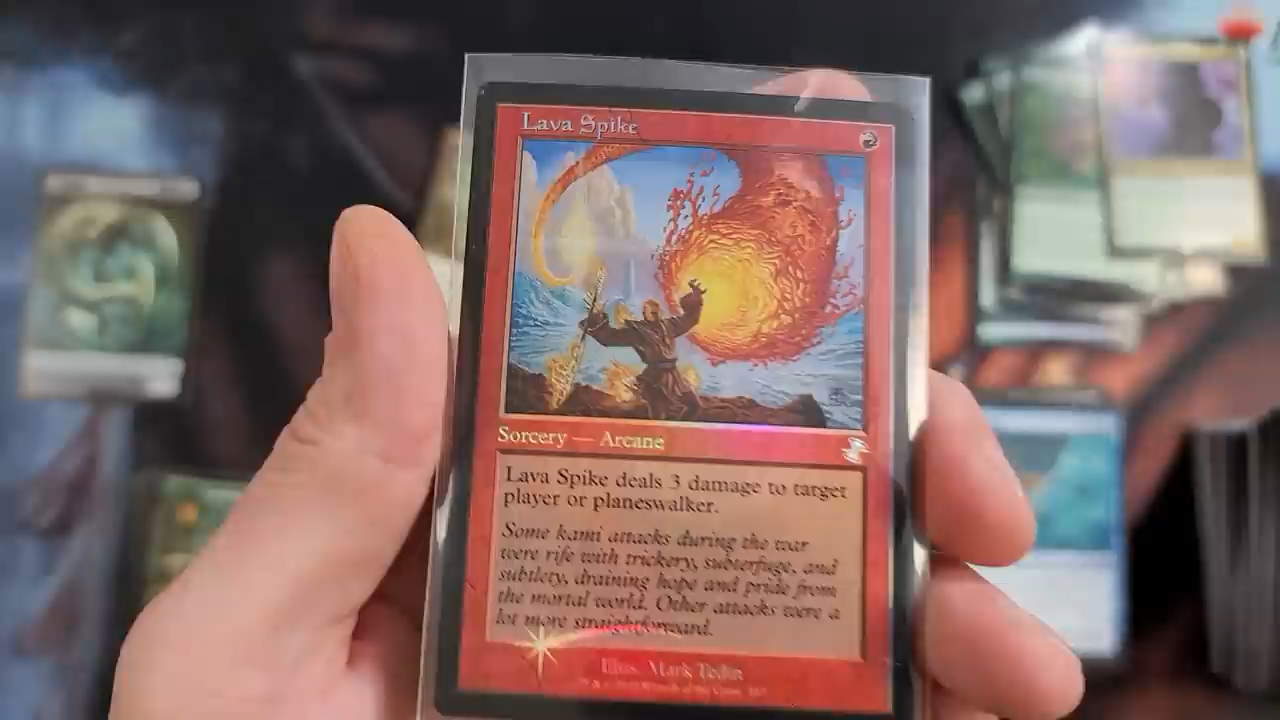 Lava Spike
Sorcery — Arcane
Lava Spike deals 3 damage to target
player or planeswalker.
Some kami attacks during the war
were rife with trickery, subterfuge, and
subtlety, draining hope and pride from
the mortal world. Other attacks were a
lot more straightforward.
Illus. Mark Tedin